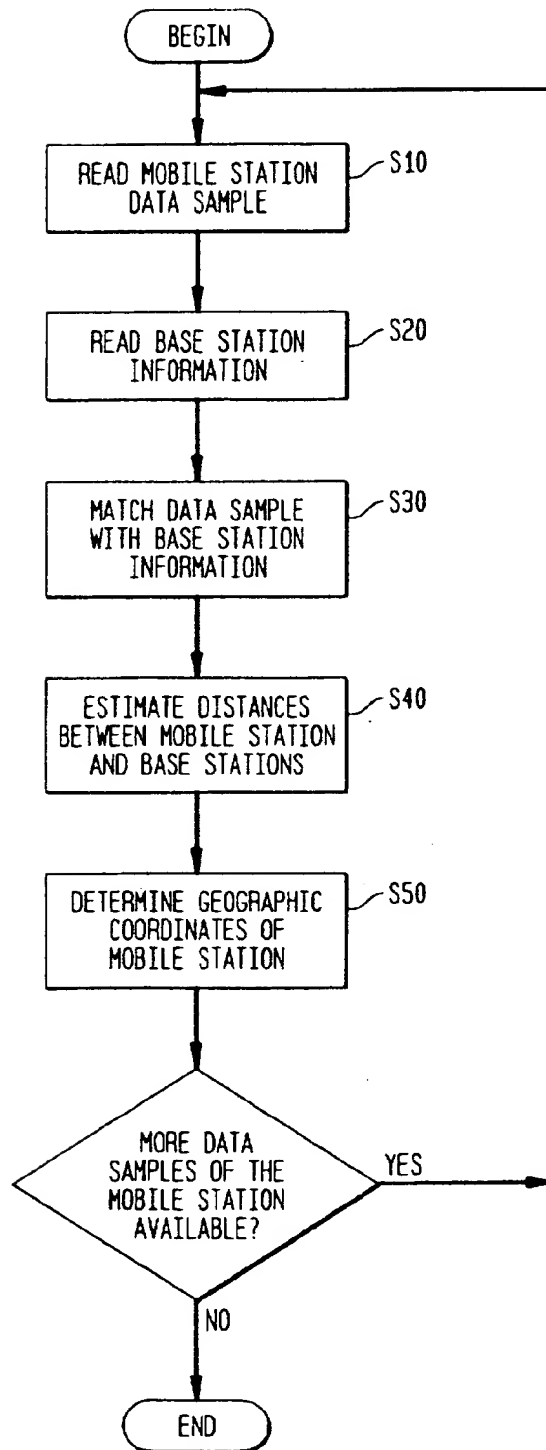 BEGIN
READ MOBILE STATION
DATA SAMPLE
S10
READ BASE STATION
INFORMATION
S20
MATCH DATA SAMPLE
WITH BASE STATION
INFORMATION
S30
ESTIMATE DISTANCES
BETWEEN MOBILE STATION
AND BASE STATIONS
S40
DETERMINE GEOGRAPHIC
COORDINATES OF
MOBILE STATION
S50
MORE DATA
SAMPLES OF THE
MOBILE STATION
AVAILABLE?
YES
NO
END